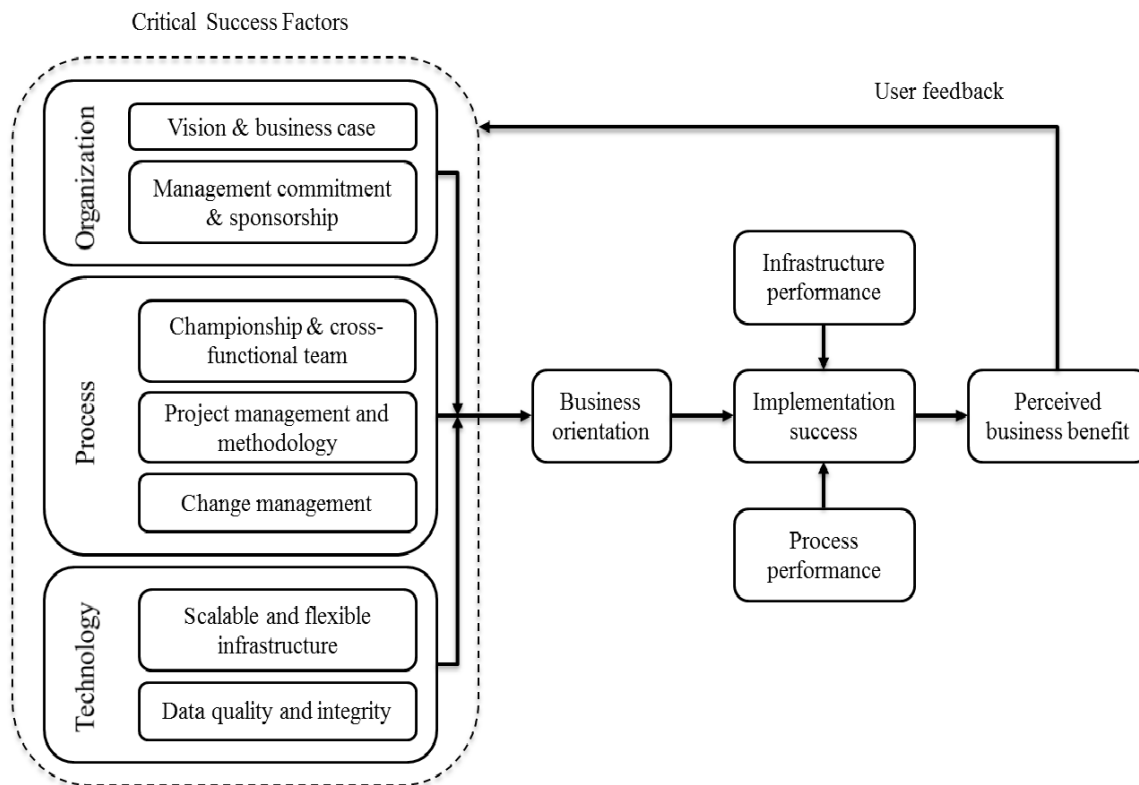 Critical Success Factors
Organization
Vision & business case
Management commitment
& sponsorship
Process
Championship & cross-
functional team
Project management and
methodology
Change management
Technology
Scalable and flexible
infrastructure
Data quality and integrity
User feedback
Business
orientation
Infrastructure
performance
Implementation
success
Process
performance
Perceived
business benefit